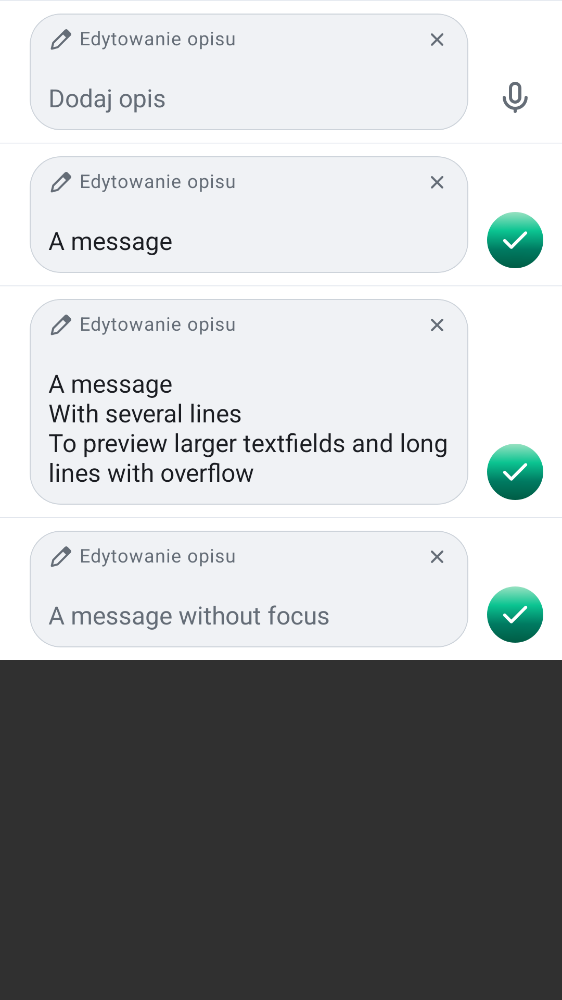 Edytowanie opisu
Dodaj opis
Edytowanie opisu
A message
Edytowanie opisu
A message
With several lines
To preview larger textfields and long
lines with overflow
Edytowanie opisu
A message without focus